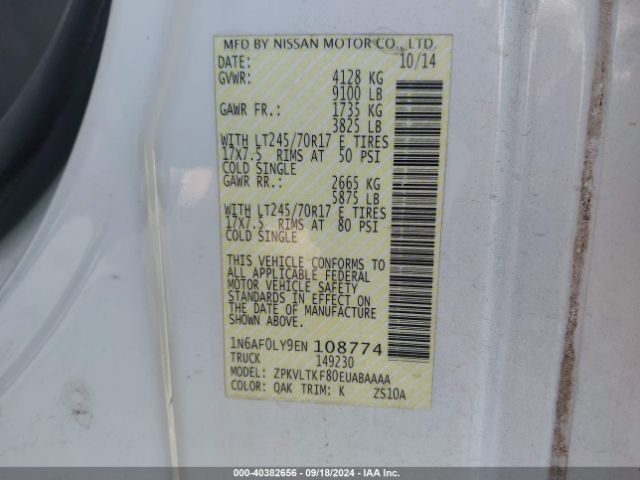 MFD BY NISSAN MOTOR CO., LTD.
DATE: 10/14
GVWR: 4128 KG
9100 LB
GAWR FR.: 1735 KG
3825 LB
WITH LT245/70R17 E TIRES
17X7.5 RIMS AT 50 PSI
COLD SINGLE
GAWR RR.: 2665 KG
5875 LB
WITH LT245/70R17 E TIRES
17X7.5 RIMS AT 80 PSI
COLD SINGLE
THIS VEHICLE CONFORMS TO
ALL APPLICABLE FEDERAL
MOTOR VEHICLE SAFETY
STANDARDS IN EFFECT ON
THE DATE OF MANUFACTURE
SHOWN ABOVE.
1N6AF0LY9EN 108774
TRUCK 149230
MODEL: ZPKVLTKF80EUABAAAA
COLOR: QAK TRIM: K ZS10A
000-40382656 - 09/18/2024 - IAA Inc.